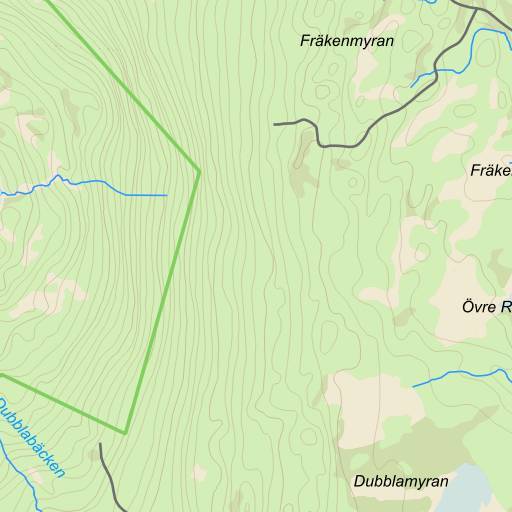 Fräkenmyran
Fräke
Övre R
Dubblabäcken
Dubblamyran